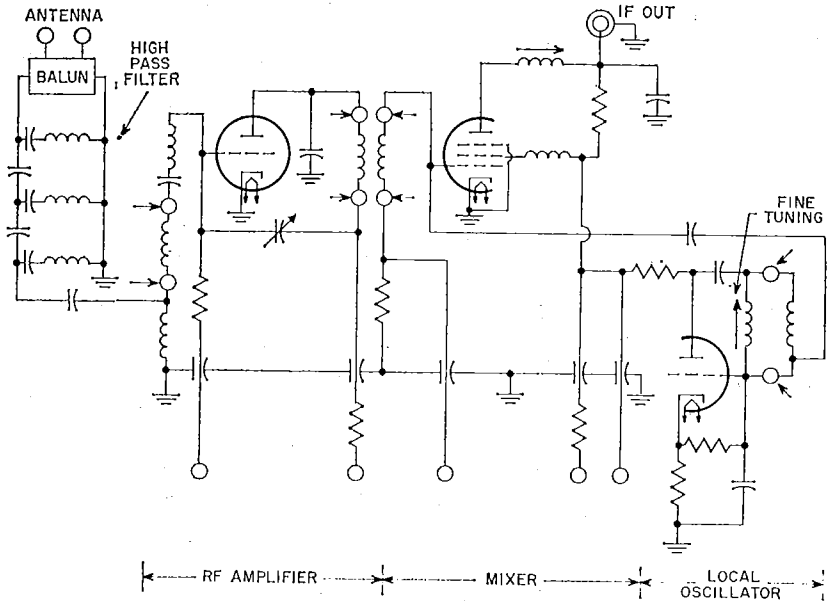 ANTENNA
BALUN
HIGH
PASS
FILTER
IF OUT
FINE
TUNING
RF AMPLIFIER
MIXER
LOCAL
OSCILLATOR